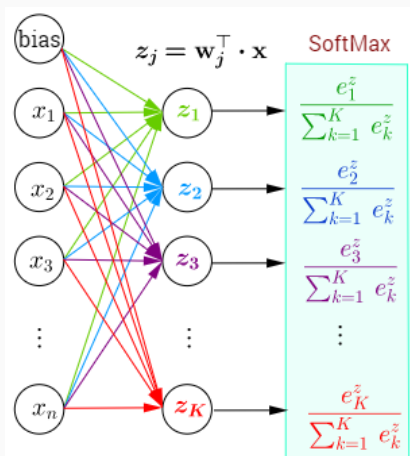 bias
z_j = w_j^⊤ · x
SoftMax
x_1
z_1
e_1^z / ∑_{k=1}^K e_k^z
x_2
z_2
e_2^z / ∑_{k=1}^K e_k^z
x_3
z_3
e_3^z / ∑_{k=1}^K e_k^z
⋮ ⋮ ⋮
x_n
z_K
e_K^z / ∑_{k=1}^K e_k^z